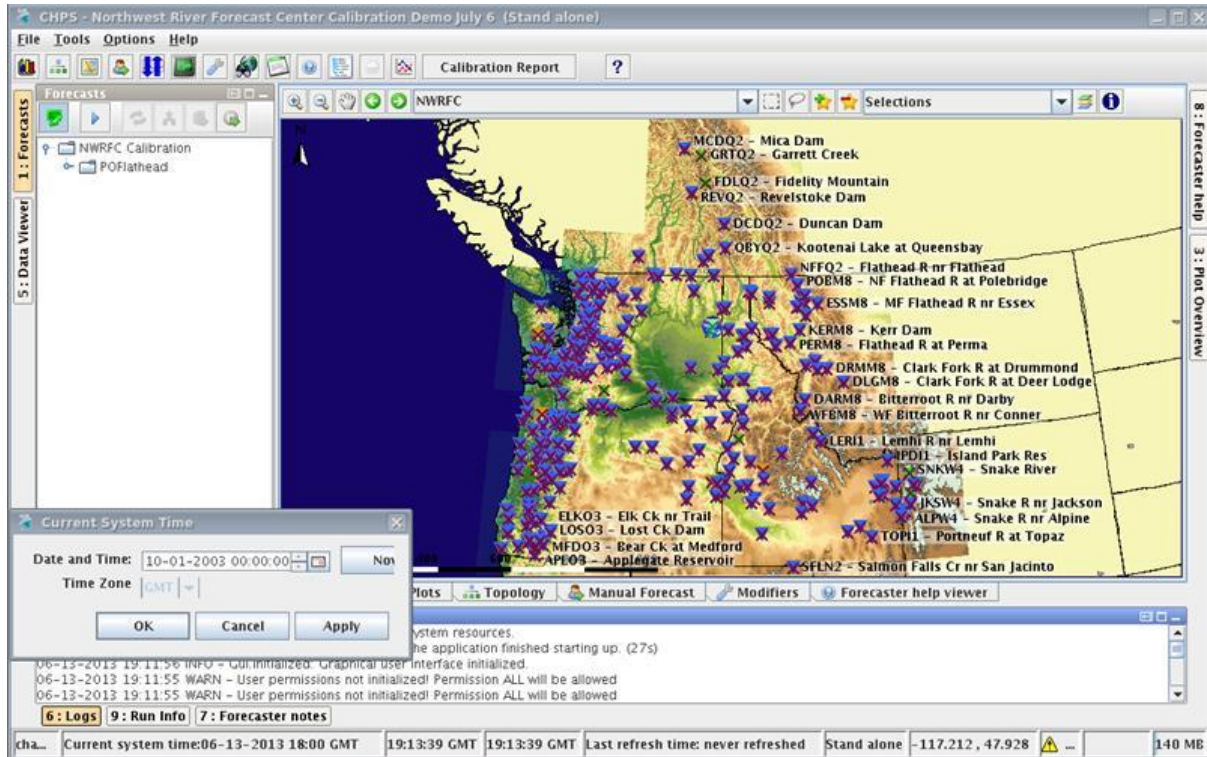 CHPS - Northwest River Forecast Center Calibration Demo July 6 (Stand alone)
File Tools Options Help
Calibration Report ?
1 : Forecasts
5 : Data Viewer
Forecasts
NWRFC Calibration
POFlathead
NWRFC
Selections
8 : Forecaster help
3 : Plot Overview
N
MCDQ2 - Mica Dam
GRTQ2 - Garrett Creek
FDLQ2 - Fidelity Mountain
REVQ2 - Revelstoke Dam
DCDQ2 - Duncan Dam
QBYQ2 - Kootenai Lake at Queensbay
NFFQ2 - Flathead R nr Flathead
POBM8 - NF Flathead R at Polebridge
ESSM8 - MF Flathead R nr Essex
KERM8 - Kerr Dam
PERM8 - Flathead R at Perma
DRMM8 - Clark Fork R at Drummond
DLGM8 - Clark Fork R at Deer Lodge
DARM8 - Bitterroot R nr Darby
WFBM8 - WF Bitterroot R nr Conner
LERI1 - Lemhi R nr Lemhi
IPDI1 - Island Park Res
SNKW4 - Snake River
JKSW4 - Snake R nr Jackson
ALPW4 - Snake R nr Alpine
TOPI1 - Portneuf R at Topaz
ELKO3 - Elk Ck nr Trail
LOSO3 - Lost Ck Dam
MFDO3 - Bear Ck at Medford
APLO3 - Applegate Reservoir
SFLN2 - Salmon Falls Cr nr San Jacinto
Current System Time
Date and Time: 10-01-2003 00:00:00
Time Zone GMT
OK Cancel Apply
Plots Topology Manual Forecast Modifiers Forecaster help viewer
system resources.
he application finished starting up. (27s)
06-13-2013 19:11:56 INFO - Gui.Initialized: Graphical user interface initialized.
06-13-2013 19:11:55 WARN - User permissions not initialized! Permission ALL will be allowed
06-13-2013 19:11:55 WARN - User permissions not initialized! Permission ALL will be allowed
6 : Logs 9 : Run Info 7 : Forecaster notes
cha... Current system time:06-13-2013 18:00 GMT 19:13:39 GMT 19:13:39 GMT Last refresh time: never refreshed Stand alone -117.212 , 47.928 ... 140 MB